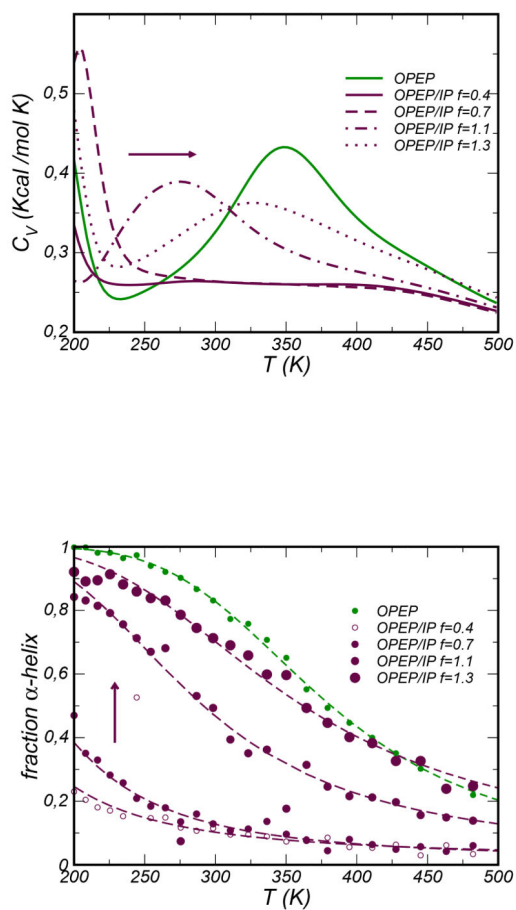 C_V (Kcal /mol K)
0,5
0,4
0,3
0,2
200
250
300
350
400
450
500
T (K)
OPEP
OPEP/IP f=0.4
OPEP/IP f=0.7
OPEP/IP f=1.1
OPEP/IP f=1.3
fraction α-helix
1
0,8
0,6
0,4
0,2
0
200
250
300
350
400
450
500
T (K)
OPEP
OPEP/IP f=0.4
OPEP/IP f=0.7
OPEP/IP f=1.1
OPEP/IP f=1.3